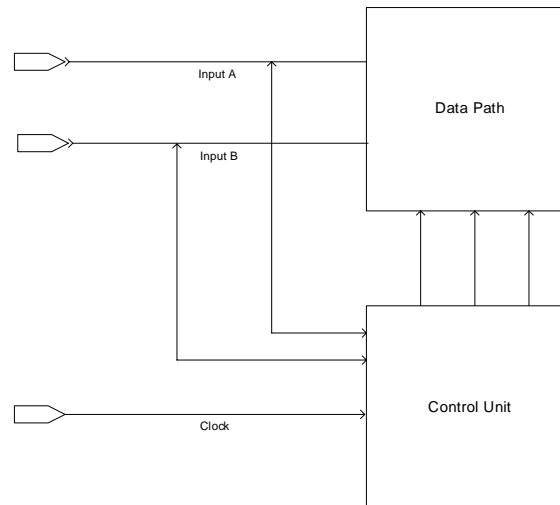 Input A
Data Path
Input B
Control Unit
Clock